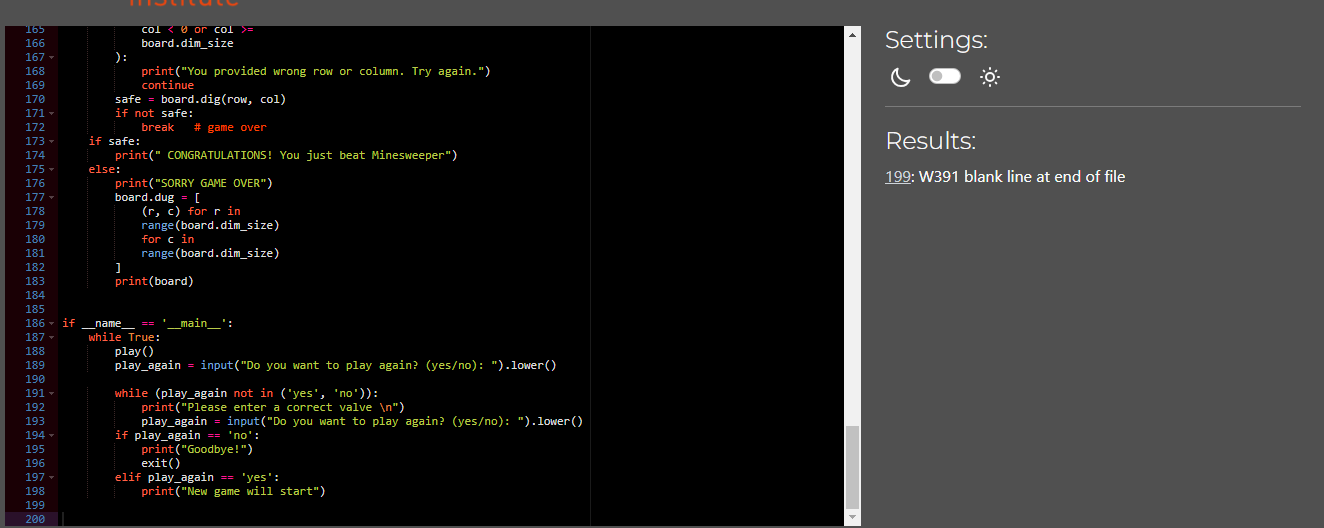 institute
165 col < 0 or col >=
166 board.dim_size
167 ):
168 print("You provided wrong row or column. Try again.")
169 continue
170 safe = board.dig(row, col)
171 if not safe:
172 break # game over
173 if safe:
174 print(" CONGRATULATIONS! You just beat Minesweeper")
175 else:
176 print("SORRY GAME OVER")
177 board.dug = [
178 (r, c) for r in
179 range(board.dim_size)
180 for c in
181 range(board.dim_size)
182 ]
183 print(board)
184
185
186 if __name__ == '__main__':
187 while True:
188 play()
189 play_again = input("Do you want to play again? (yes/no): ").lower()
190
191 while (play_again not in ('yes', 'no')):
192 print("Please enter a correct valve \n")
193 play_again = input("Do you want to play again? (yes/no): ").lower()
194 if play_again == 'no':
195 print("Goodbye!")
196 exit()
197 elif play_again == 'yes':
198 print("New game will start")
199
200
Settings:
Results:
199: W391 blank line at end of file